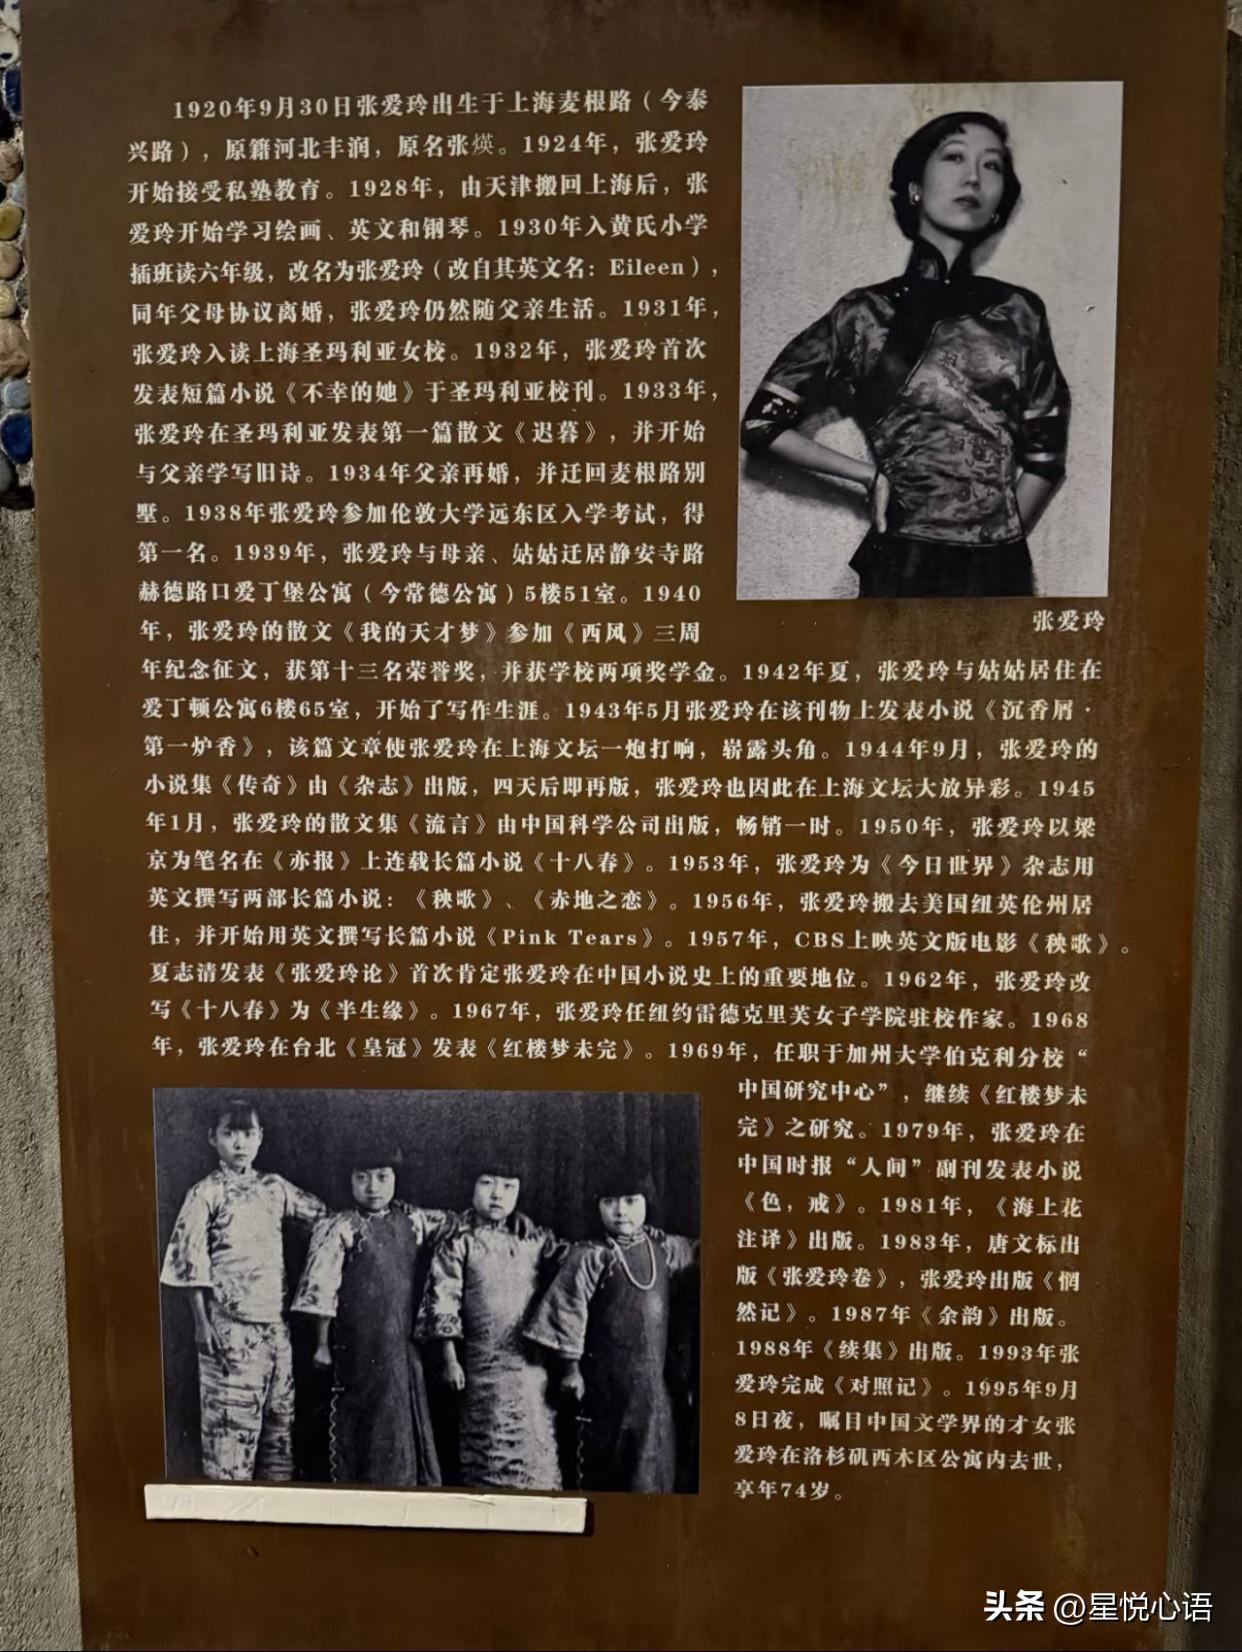 1920年9月30日张爱玲出生于上海麦根路（今泰
兴路），原籍河北丰润，原名张煐。1924年，张爱玲
开始接受私塾教育。1928年，由天津搬回上海后，张
爱玲开始学习绘画、英文和钢琴。1930年入黄氏小学
插班读六年级，改名为张爱玲（改自其英文名：Eileen），
同年父母协议离婚，张爱玲仍然随父亲生活。1931年，
张爱玲入读上海圣玛利亚女校。1932年，张爱玲首次
发表短篇小说《不幸的她》于圣玛利亚校刊。1933年，
张爱玲在圣玛利亚发表第一篇散文《迟暮》，并开始
与父亲学写旧诗。1934年父亲再婚，并迁回麦根路别
墅。1938年张爱玲参加伦敦大学远东区入学考试，得
第一名。1939年，张爱玲与母亲、姑姑迁居静安寺路
赫德路口爱丁堡公寓（今常德公寓）5楼51室。1940
年，张爱玲的散文《我的天才梦》参加《西风》三周
年纪念征文，获第十三名荣誉奖，并获学校两项奖学金。1942年夏，张爱玲与姑姑居住在
爱丁顿公寓6楼65室，开始了写作生涯。1943年5月张爱玲在该刊物上发表小说《沉香屑·
第一炉香》，该篇文章使张爱玲在上海文坛一炮打响，崭露头角。1944年9月，张爱玲的
小说集《传奇》由《杂志》出版，四天后即再版，张爱玲也因此在上海文坛大放异彩。1945
年1月，张爱玲的散文集《流言》由中国科学公司出版，畅销一时。1950年，张爱玲以梁
京为笔名在《亦报》上连载长篇小说《十八春》。1953年，张爱玲为《今日世界》杂志用
英文撰写两部长篇小说：《秧歌》、《赤地之恋》。1956年，张爱玲搬去美国纽英伦州居
住，并开始用英文撰写长篇小说《Pink Tears》。1957年，CBS上映英文版电影《秧歌》。
夏志清发表《张爱玲论》首次肯定张爱玲在中国小说史上的重要地位。1962年，张爱玲改
写《十八春》为《半生缘》。1967年，张爱玲任纽约雷德克里芙女子学院驻校作家。1968
年，张爱玲在台北《皇冠》发表《红楼梦未完》。1969年，任职于加州大学伯克利分校“
中国研究中心”，继续《红楼梦未
完》之研究。1979年，张爱玲在
中国时报“人间”副刊发表小说
《色，戒》。1981年，《海上花
注译》出版。1983年，唐文标出
版《张爱玲卷》，张爱玲出版《惘
然记》。1987年《余韵》出版。
1988年《续集》出版。1993年张
爱玲完成《对照记》。1995年9月
8日夜，瞩目中国文学界的才女张
爱玲在洛杉矶西木区公寓内去世，
享年74岁。
张爱玲
头条 @星悦心语